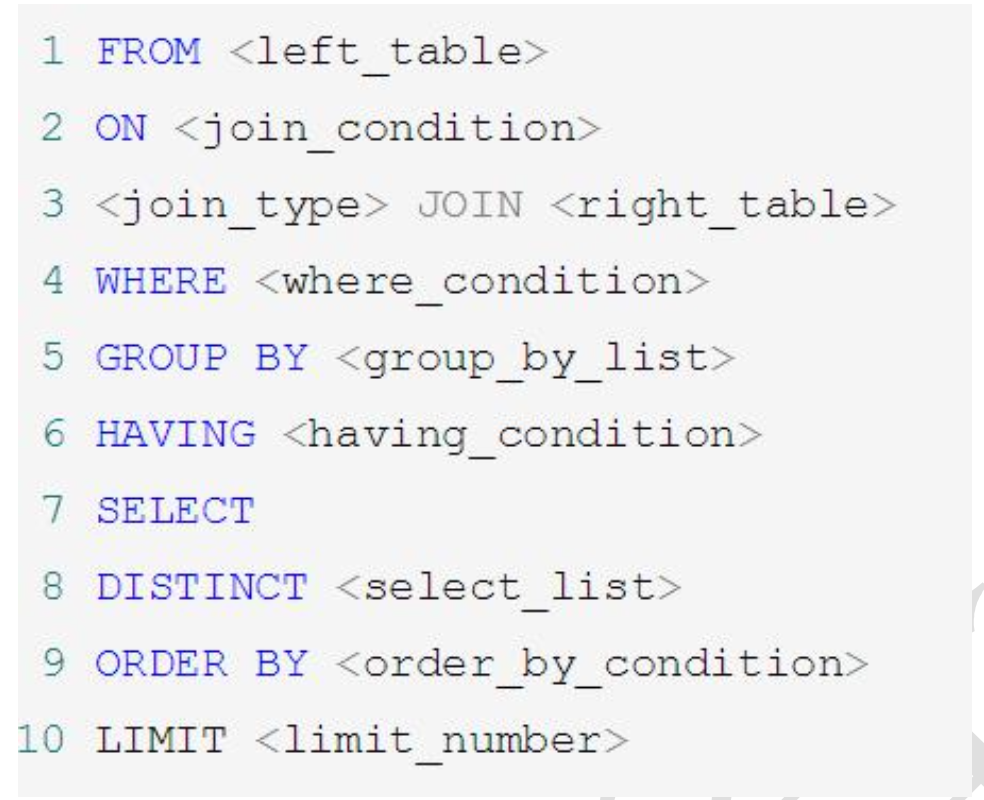 1 FROM <left_table>
2 ON <join_condition>
3 <join_type> JOIN <right_table>
4 WHERE <where_condition>
5 GROUP BY <group_by_list>
6 HAVING <having_condition>
7 SELECT
8 DISTINCT <select_list>
9 ORDER BY <order_by_condition>
10 LIMIT <limit_number>